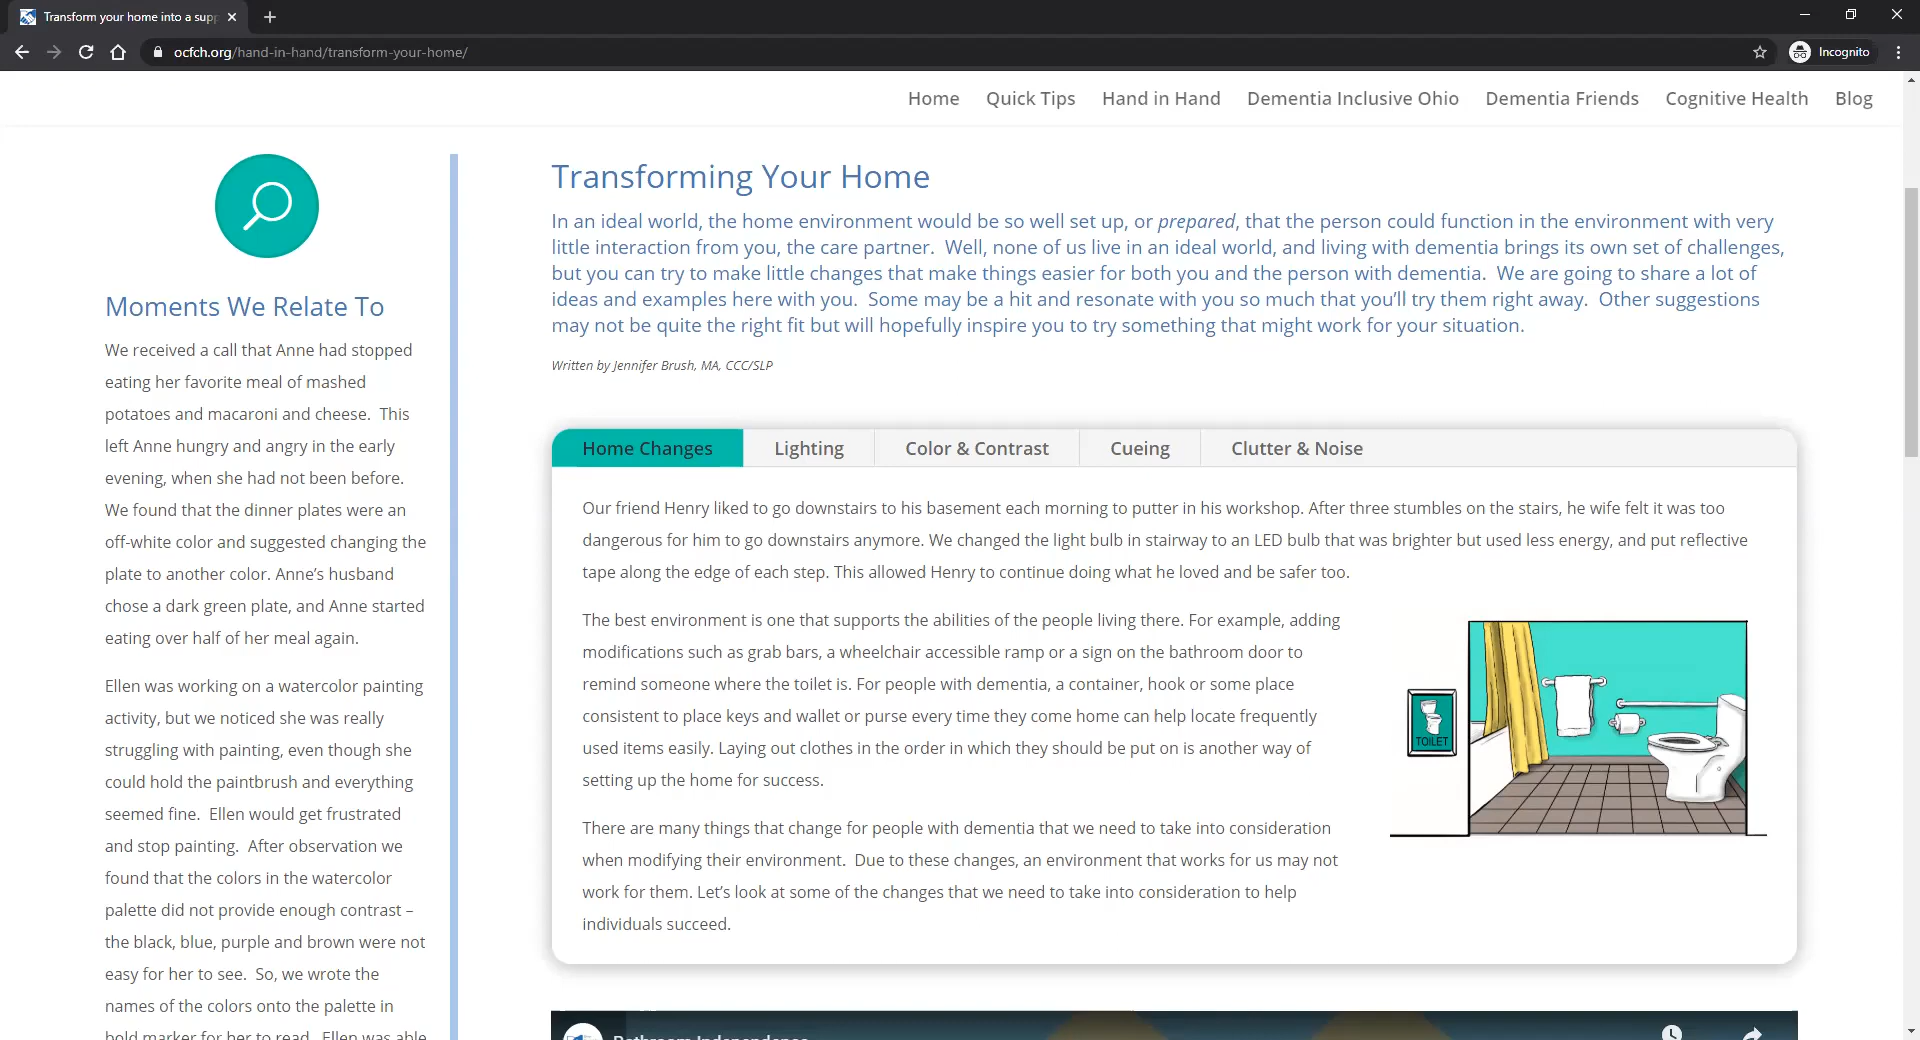 Transform your home into a supp
ocfch.org/hand-in-hand/transform-your-home/
Incognito
Home
Quick Tips
Hand in Hand
Dementia Inclusive Ohio
Dementia Friends
Cognitive Health
Blog
Moments We Relate To
We received a call that Anne had stopped
eating her favorite meal of mashed
potatoes and macaroni and cheese.  This
left Anne hungry and angry in the early
evening, when she had not been before.
We found that the dinner plates were an
off-white color and suggested changing the
plate to another color. Anne’s husband
chose a dark green plate, and Anne started
eating over half of her meal again.
Ellen was working on a watercolor painting
activity, but we noticed she was really
struggling with painting, even though she
could hold the paintbrush and everything
seemed fine.  Ellen would get frustrated
and stop painting.  After observation we
found that the colors in the watercolor
palette did not provide enough contrast –
the black, blue, purple and brown were not
easy for her to see.  So, we wrote the
names of the colors onto the palette in
bold marker for her to read.  Ellen was able
Transforming Your Home
In an ideal world, the home environment would be so well set up, or prepared, that the person could function in the environment with very
little interaction from you, the care partner.  Well, none of us live in an ideal world, and living with dementia brings its own set of challenges,
but you can try to make little changes that make things easier for both you and the person with dementia.  We are going to share a lot of
ideas and examples here with you.  Some may be a hit and resonate with you so much that you’ll try them right away.  Other suggestions
may not be quite the right fit but will hopefully inspire you to try something that might work for your situation.
Written by Jennifer Brush, MA, CCC/SLP
Home Changes
Lighting
Color & Contrast
Cueing
Clutter & Noise
Our friend Henry liked to go downstairs to his basement each morning to putter in his workshop. After three stumbles on the stairs, he wife felt it was too
dangerous for him to go downstairs anymore. We changed the light bulb in stairway to an LED bulb that was brighter but used less energy, and put reflective
tape along the edge of each step. This allowed Henry to continue doing what he loved and be safer too.
The best environment is one that supports the abilities of the people living there. For example, adding
modifications such as grab bars, a wheelchair accessible ramp or a sign on the bathroom door to
remind someone where the toilet is. For people with dementia, a container, hook or some place
consistent to place keys and wallet or purse every time they come home can help locate frequently
used items easily. Laying out clothes in the order in which they should be put on is another way of
setting up the home for success.
TOILET
There are many things that change for people with dementia that we need to take into consideration
when modifying their environment.  Due to these changes, an environment that works for us may not
work for them. Let’s look at some of the changes that we need to take into consideration to help
individuals succeed.
Bathroom Independence